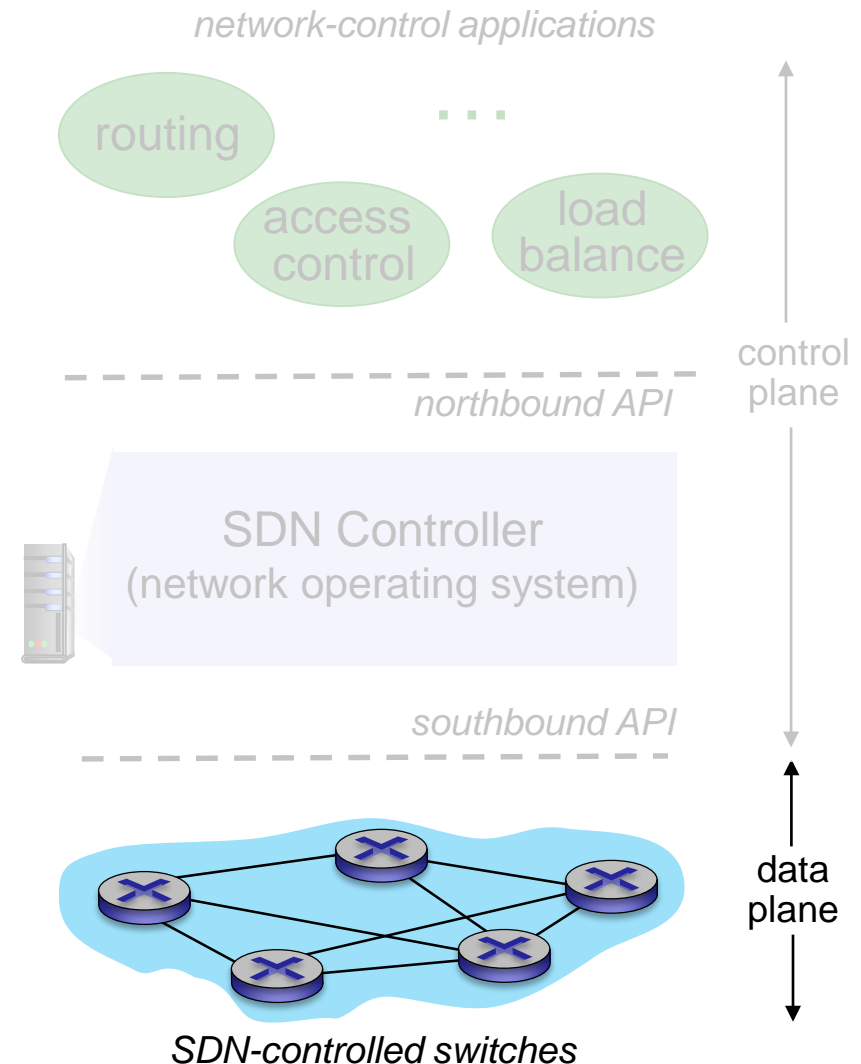 network-control applications
routing
. . .
access
control
load
balance
control
plane
northbound API
SDN Controller
(network operating system)
southbound API
data
plane
SDN-controlled switches